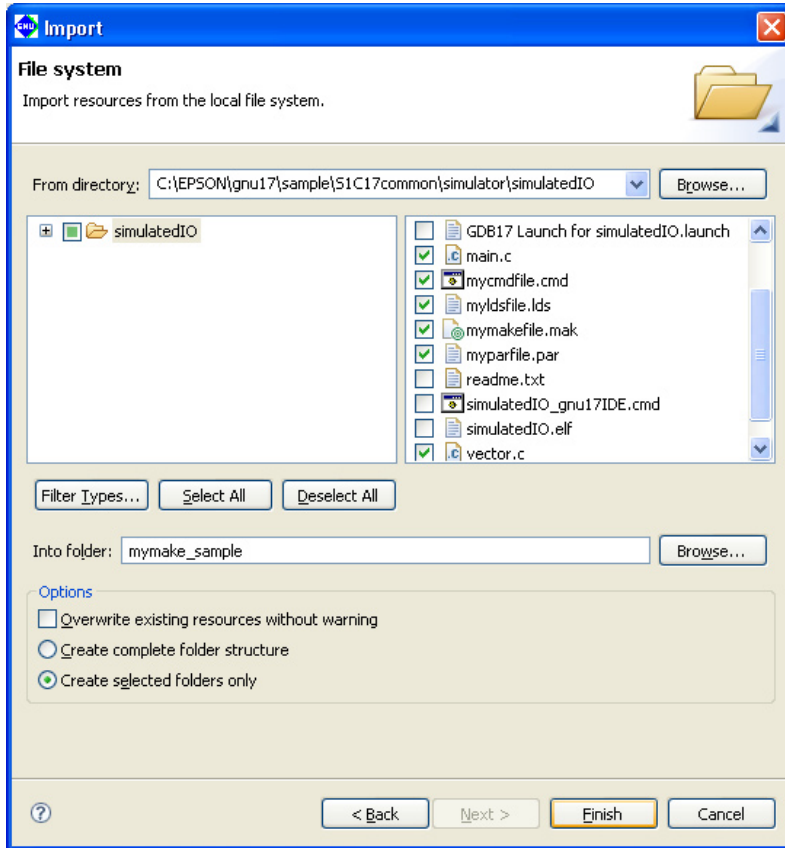 Import
File system
Import resources from the local file system.
From directory: C:\EPSON\gnu17\sample\S1C17common\simulator\simulatedIO Browse...
simulatedIO
GDB17 Launch for simulatedIO.launch
main.c
mycmdfile.cmd
myldsfile.lds
mymakefile.mak
myparfile.par
readme.txt
simulatedIO_gnu17IDE.cmd
simulatedIO.elf
vector.c
Filter Types... Select All Deselect All
Into folder: mymake_sample Browse...
Options
Overwrite existing resources without warning
Create complete folder structure
Create selected folders only
< Back Next > Finish Cancel